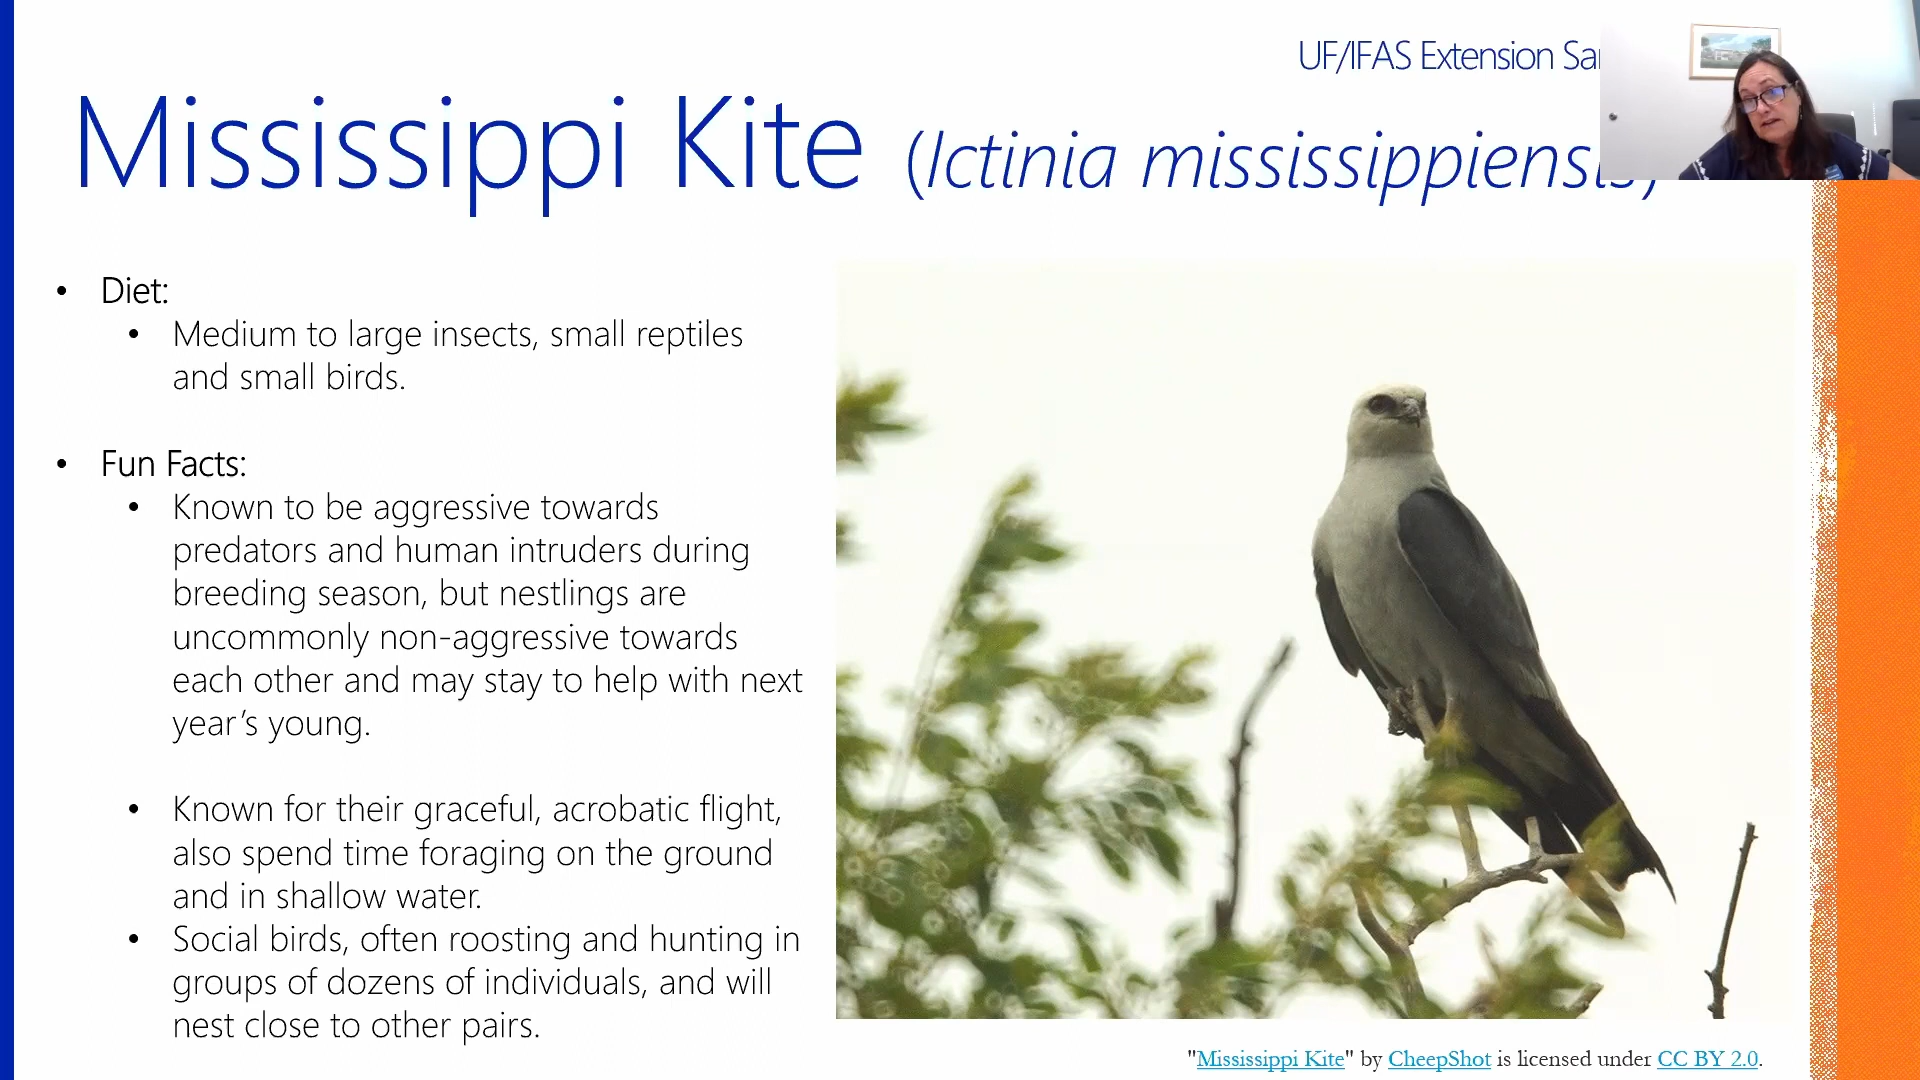 UF/IFAS Extension
Mississippi Kite (Ictinia mississippiensis)
• Diet:
• Medium to large insects, small reptiles
and small birds.
• Fun Facts:
• Known to be aggressive towards
predators and human intruders during
breeding season, but nestlings are
uncommonly non-aggressive towards
each other and may stay to help with next
year’s young.
• Known for their graceful, acrobatic flight,
also spend time foraging on the ground
and in shallow water.
• Social birds, often roosting and hunting in
groups of dozens of individuals, and will
nest close to other pairs.
"Mississippi Kite" by CheepShot is licensed under CC BY 2.0.